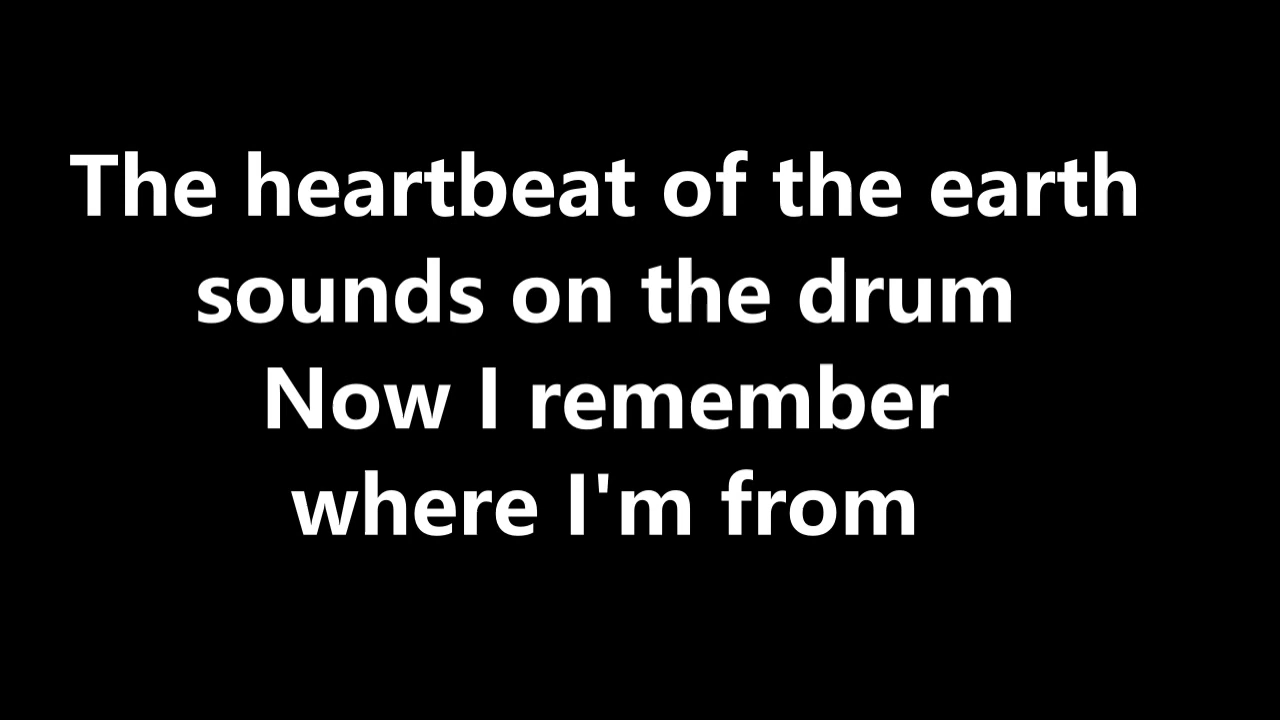 The heartbeat of the earth
sounds on the drum
Now I remember
where I'm from